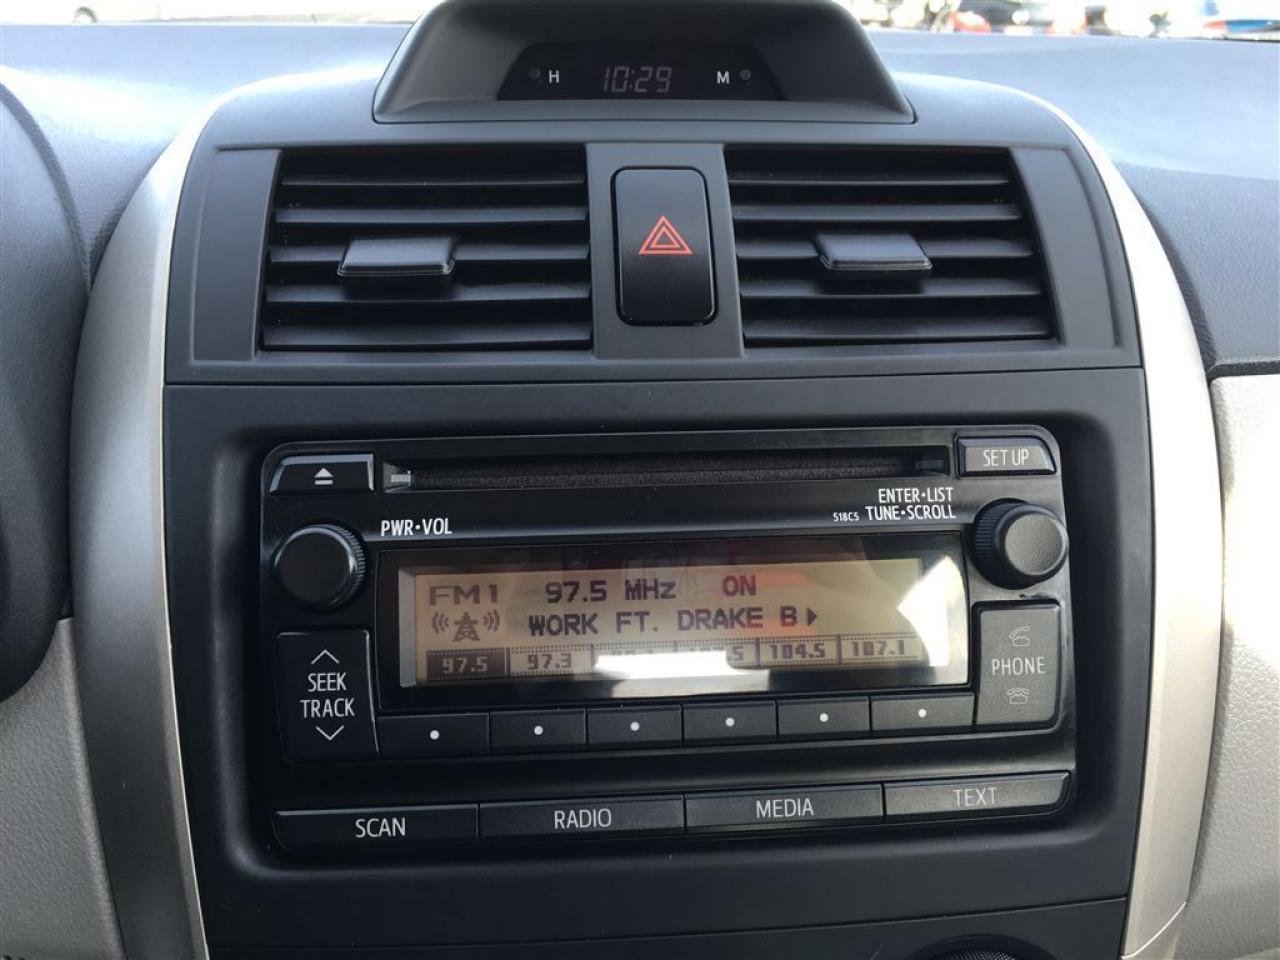 H 10:29 M
SET UP
ENTER•LIST
PWR•VOL 518C5 TUNE•SCROLL
FM1 97.5 MHz ON
WORK FT. DRAKE B
97.5 97.3 104.5 107.1
SEEK
TRACK
PHONE
SCAN RADIO MEDIA TEXT